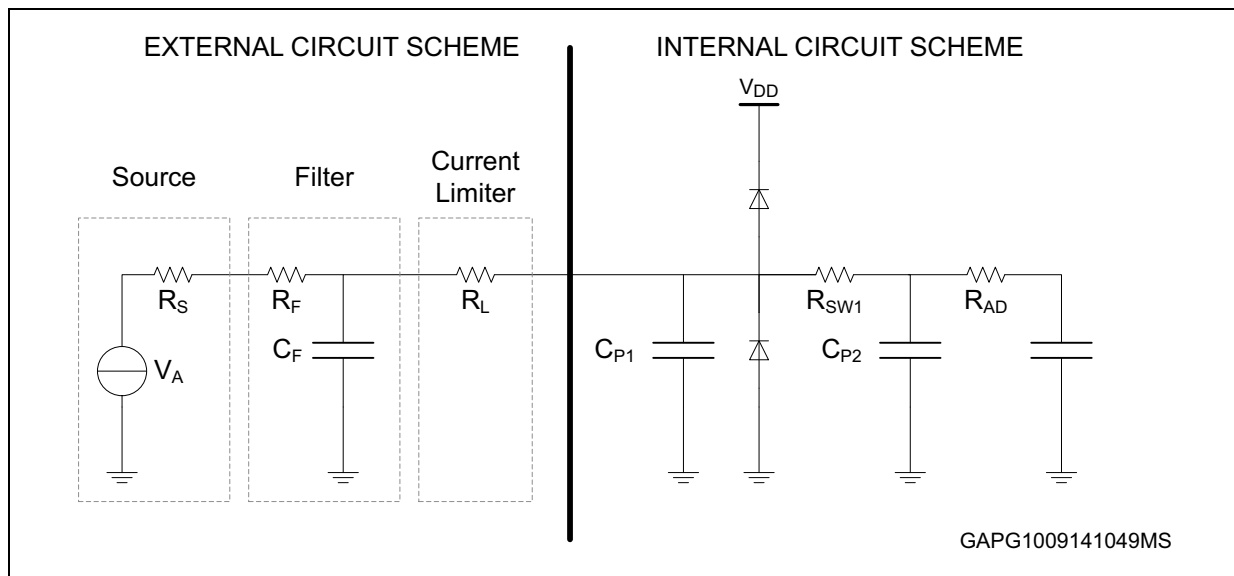 EXTERNAL CIRCUIT SCHEME
INTERNAL CIRCUIT SCHEME
VDD
Source
Filter
Current
Limiter
RS
RF
RL
RSW1
RAD
CF
CP1
CP2
VA
GAPG1009141049MS